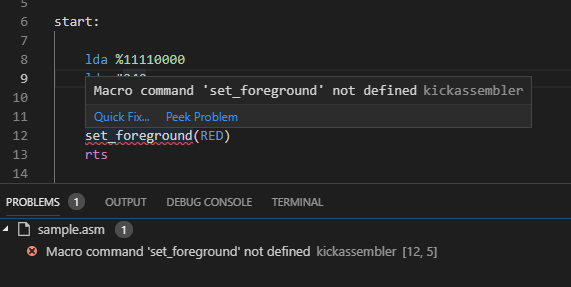 5
6 start:
7
8 lda %11110000
9
10 Macro command 'set_foreground' not defined kickassembler
11 Quick Fix... Peek Problem
12 set_foreground(RED)
13 rts
14
PROBLEMS 1 OUTPUT DEBUG CONSOLE TERMINAL
sample.asm 1
Macro command 'set_foreground' not defined kickassembler [12, 5]